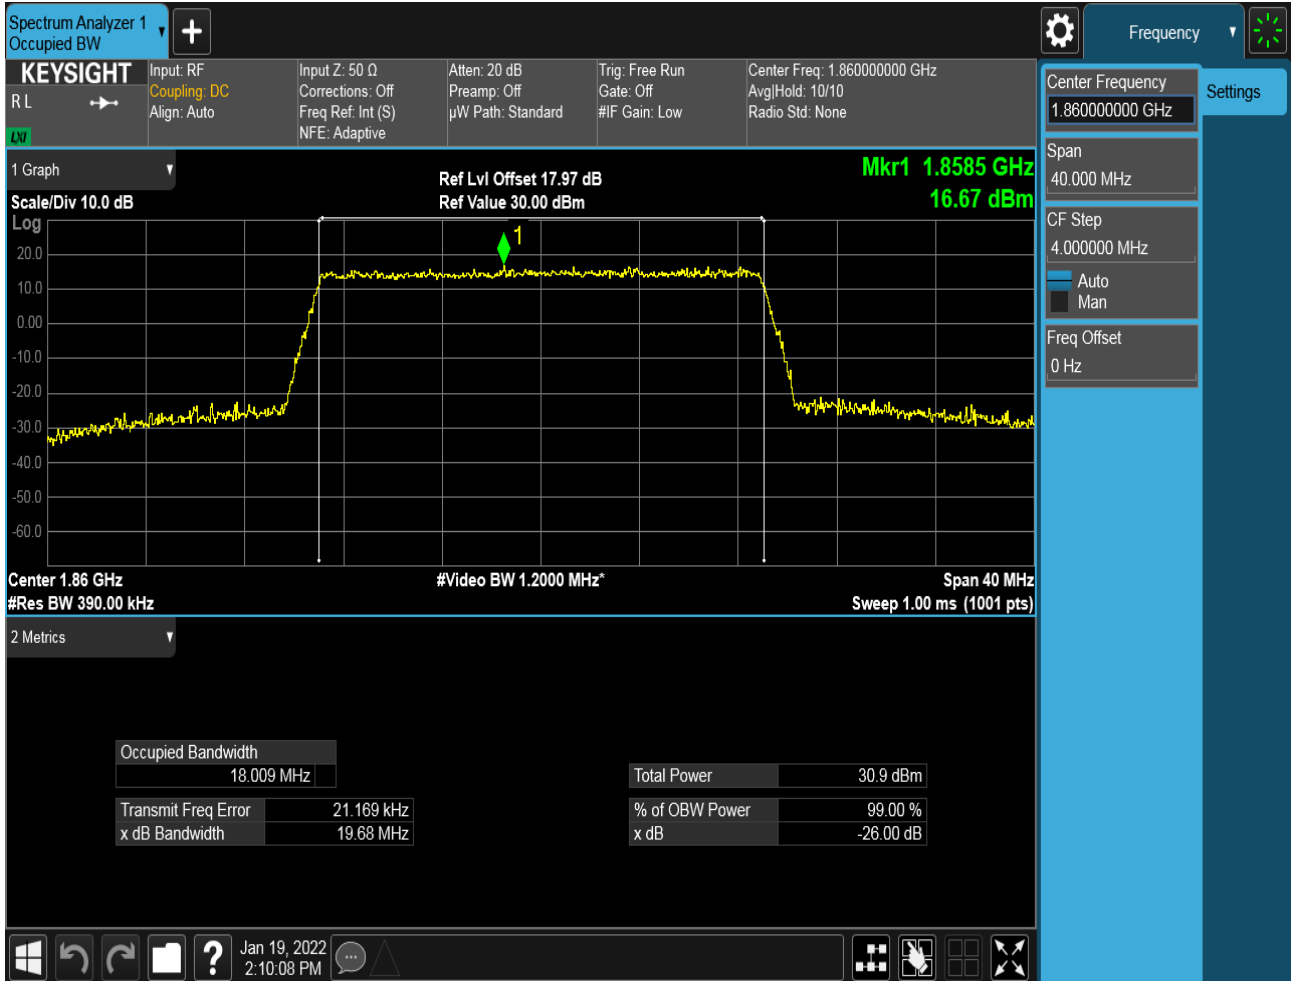 Spectrum Analyzer 1
Occupied BW
Frequency
KEYSIGHT
R L
LXI
Input: RF
Coupling: DC
Align: Auto
Input Z: 50 Ω
Corrections: Off
Freq Ref: Int (S)
NFE: Adaptive
Atten: 20 dB
Preamp: Off
µW Path: Standard
Trig: Free Run
Gate: Off
#IF Gain: Low
Center Freq: 1.860000000 GHz
Avg|Hold: 10/10
Radio Std: None
Center Frequency
1.860000000 GHz
Settings
Span
40.000 MHz
CF Step
4.000000 MHz
Auto
Man
Freq Offset
0 Hz
1 Graph
Scale/Div 10.0 dB
Log
Ref Lvl Offset 17.97 dB
Ref Value 30.00 dBm
Mkr1 1.8585 GHz
16.67 dBm
1
20.0
10.0
0.00
-10.0
-20.0
-30.0
-40.0
-50.0
-60.0
Center 1.86 GHz
#Res BW 390.00 kHz
#Video BW 1.2000 MHz*
Span 40 MHz
Sweep 1.00 ms (1001 pts)
2 Metrics
Occupied Bandwidth
18.009 MHz
Transmit Freq Error 21.169 kHz
x dB Bandwidth 19.68 MHz
Total Power 30.9 dBm
% of OBW Power 99.00 %
x dB -26.00 dB
?
Jan 19, 2022
2:10:08 PM